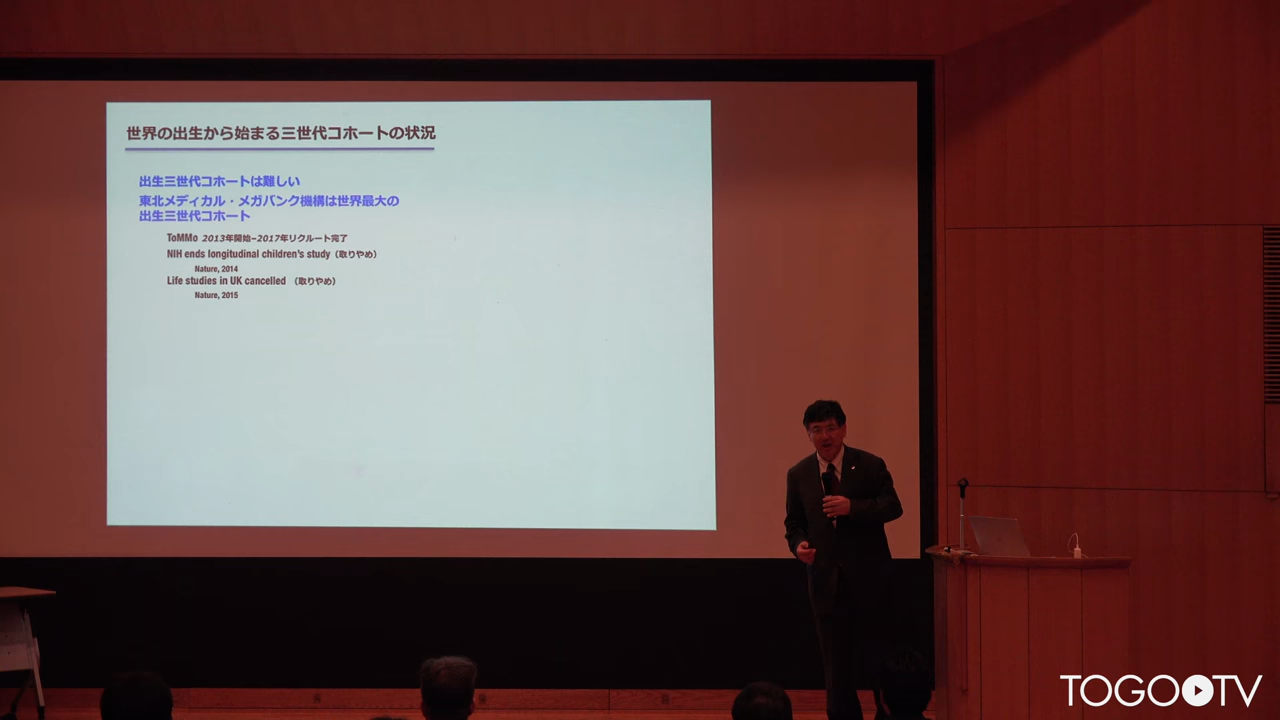 世界の出生から始まる三世代コホートの状況
出生三世代コホートは難しい
東北メディカル・メガバンク機構は世界最大の
出生三世代コホート
ToMMo 2013年開始–2017年リクルート完了
NIH ends longitudinal children's study（取りやめ）
Nature, 2014
Life studies in UK cancelled （取りやめ）
Nature, 2015
TOGOTV